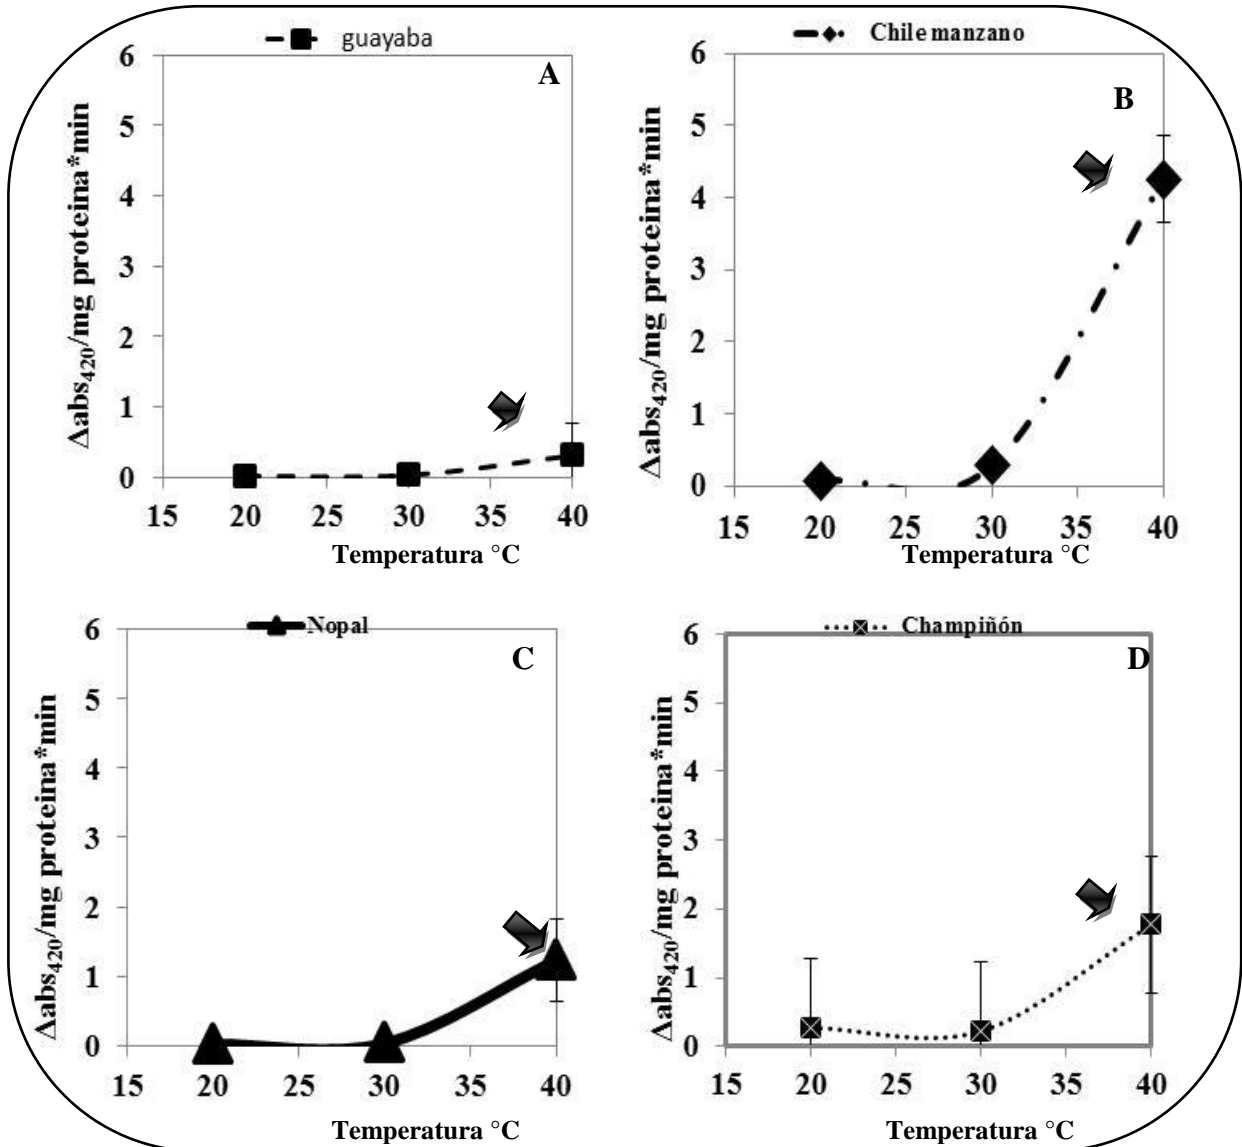 guayaba
A
6
5
4
3
2
1
0
Δabs420/mg proteina*min
15 20 25 30 35 40
Temperatura °C
Chile manzano
B
6
5
4
3
2
1
0
Δabs420/mg proteina*min
15 20 25 30 35 40
Temperatura °C
Nopal
C
6
5
4
3
2
1
0
Δabs420/mg proteina*min
15 20 25 30 35 40
Temperatura °C
Champiñón
D
6
5
4
3
2
1
0
Δabs420/mg proteina*min
15 20 25 30 35 40
Temperatura °C